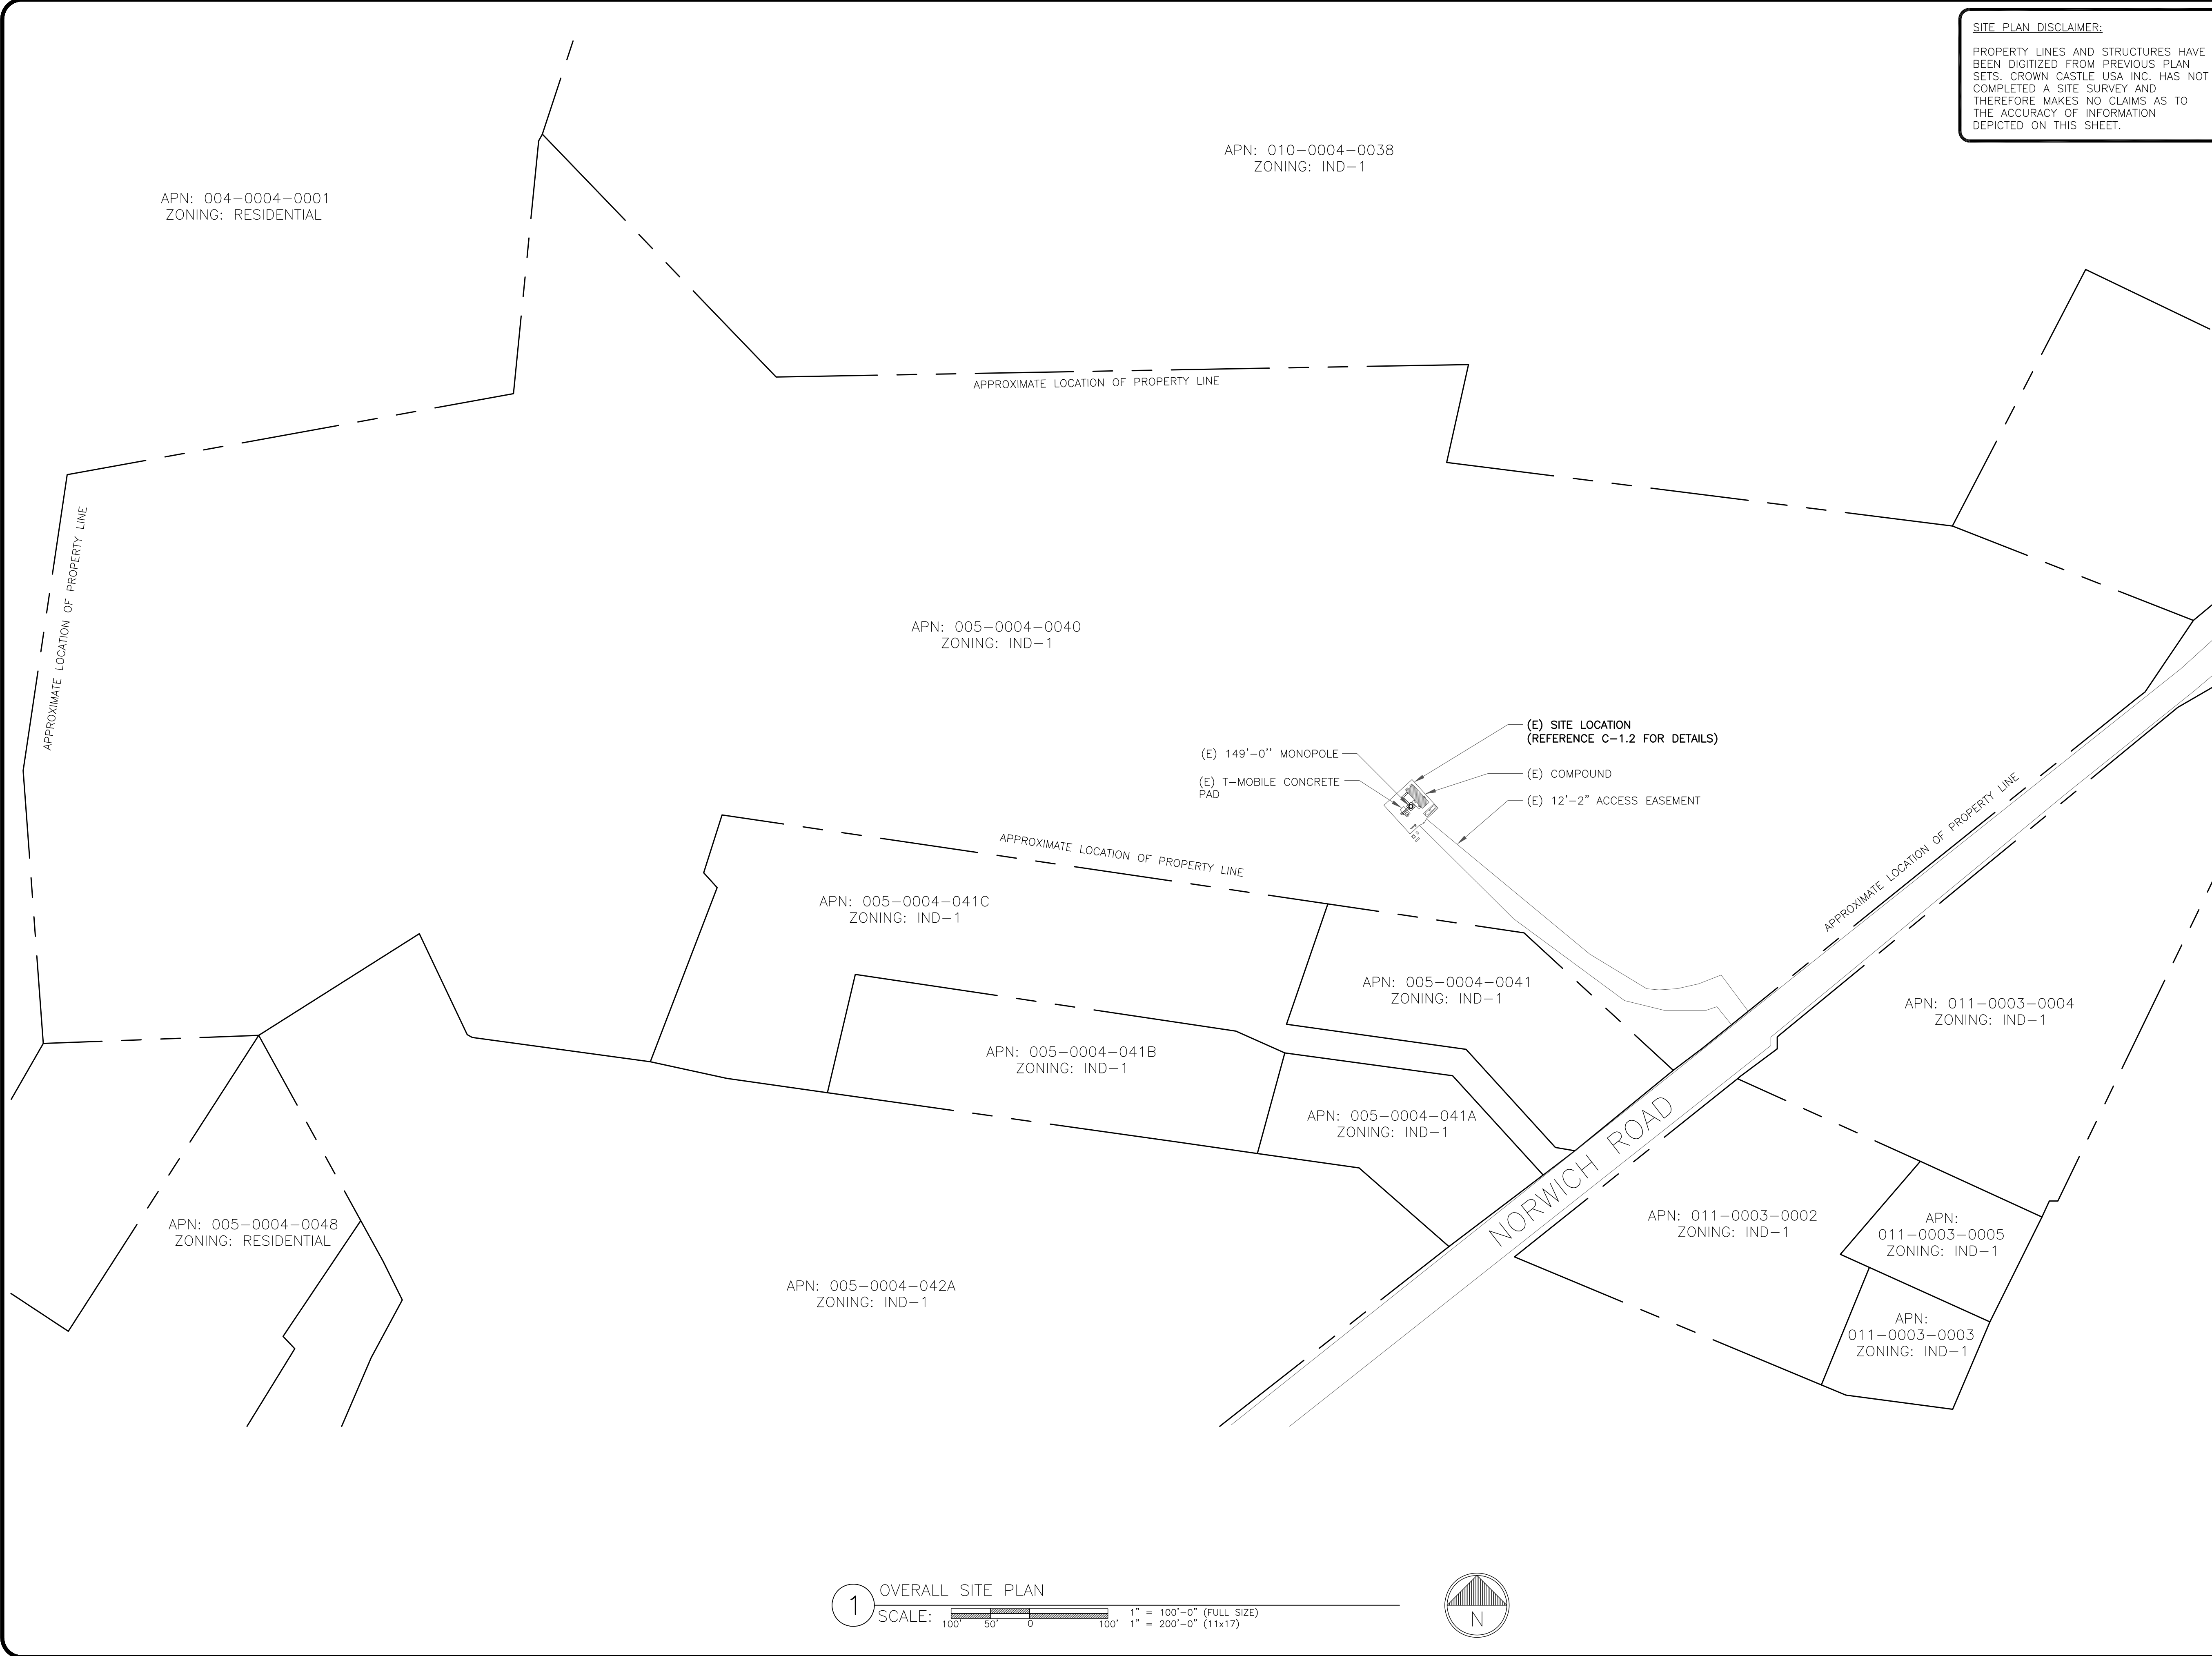 SITE PLAN DISCLAIMER:
PROPERTY LINES AND STRUCTURES HAVE
BEEN DIGITIZED FROM PREVIOUS PLAN
SETS. CROWN CASTLE USA INC. HAS NOT
COMPLETED A SITE SURVEY AND
THEREFORE MAKES NO CLAIMS AS TO
THE ACCURACY OF INFORMATION
DEPICTED ON THIS SHEET.
APN: 010-0004-0038
ZONING: IND-1
APN: 004-0004-0001
ZONING: RESIDENTIAL
APPROXIMATE LOCATION OF PROPERTY LINE
APPROXIMATE LOCATION OF PROPERTY LINE
APN: 005-0004-0040
ZONING: IND-1
(E) SITE LOCATION
(REFERENCE C-1.2 FOR DETAILS)
(E) 149'-0'' MONOPOLE
(E) T-MOBILE CONCRETE
PAD
(E) COMPOUND
(E) 12'-2" ACCESS EASEMENT
APPROXIMATE LOCATION OF PROPERTY LINE
APPROXIMATE LOCATION OF PROPERTY LINE
APN: 005-0004-041C
ZONING: IND-1
APN: 005-0004-0041
ZONING: IND-1
APN: 011-0003-0004
ZONING: IND-1
APN: 005-0004-041B
ZONING: IND-1
APN: 005-0004-041A
ZONING: IND-1
NORWICH ROAD
APN: 005-0004-0048
ZONING: RESIDENTIAL
APN: 011-0003-0002
ZONING: IND-1
APN:
011-0003-0005
ZONING: IND-1
APN: 005-0004-042A
ZONING: IND-1
APN:
011-0003-0003
ZONING: IND-1
1
OVERALL SITE PLAN
SCALE:
100' 50' 0 100'
1" = 100'-0" (FULL SIZE)
1" = 200'-0" (11x17)
N